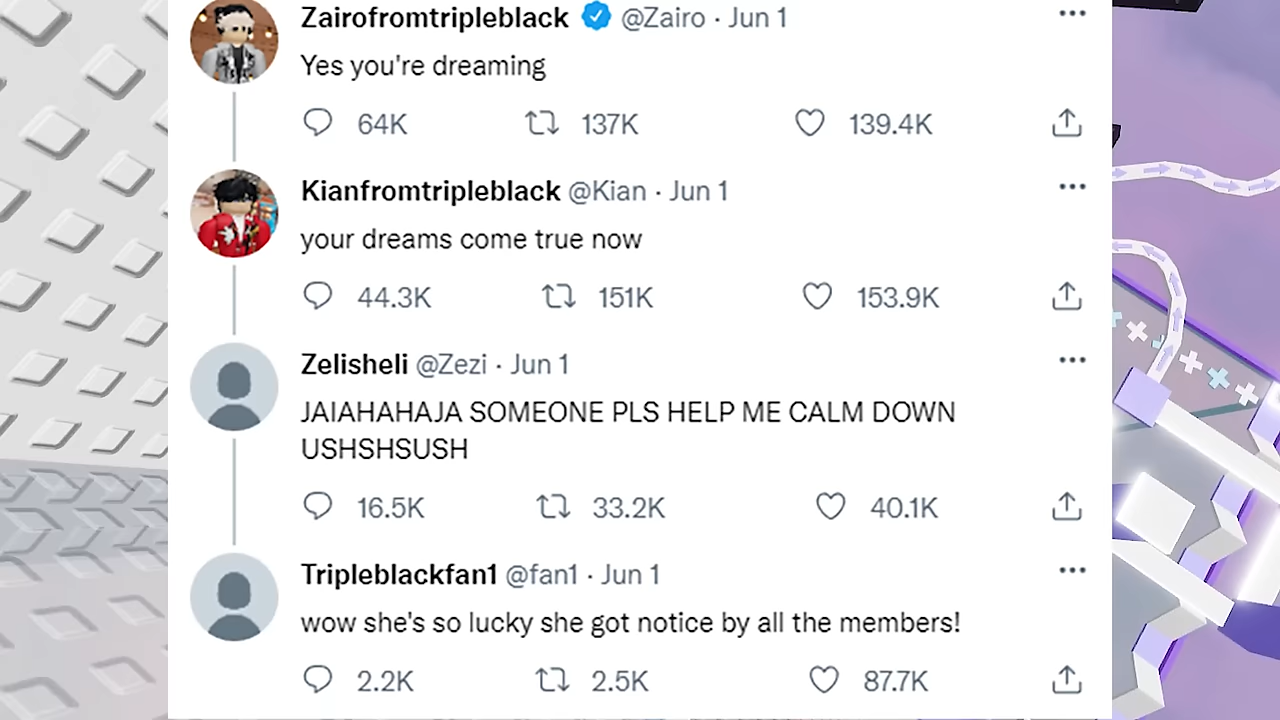 Zairofromtripleblack @Zairo · Jun 1
Yes you're dreaming
64K 137K 139.4K
Kianfromtripleblack @Kian · Jun 1
your dreams come true now
44.3K 151K 153.9K
Zelisheli @Zezi · Jun 1
JAIAHAHAJA SOMEONE PLS HELP ME CALM DOWN
USHSHSUSH
16.5K 33.2K 40.1K
Tripleblackfan1 @fan1 · Jun 1
wow she's so lucky she got notice by all the members!
2.2K 2.5K 87.7K